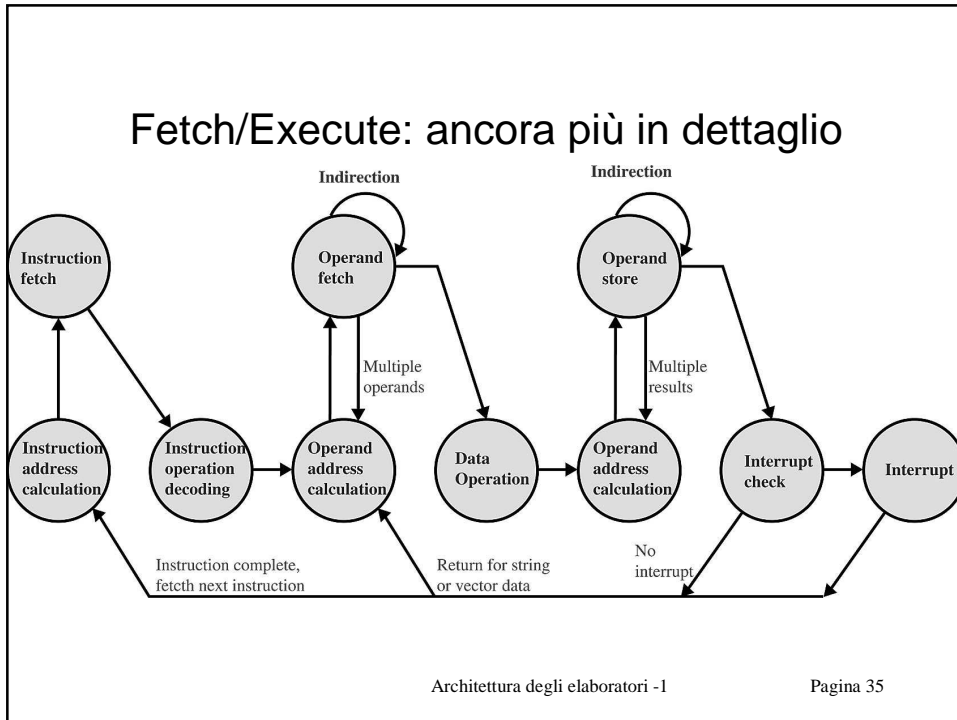 Fetch/Execute: ancora più in dettaglio
Indirection
Indirection
Instruction
fetch
Operand
fetch
Operand
store
Multiple
operands
Multiple
results
Instruction
address
calculation
Instruction
operation
decoding
Operand
address
calculation
Data
Operation
Operand
address
calculation
Interrupt
check
Interrupt
Instruction complete,
fetcth next instruction
Return for string
or vector data
No
interrupt
Architettura degli elaboratori -1
Pagina 35